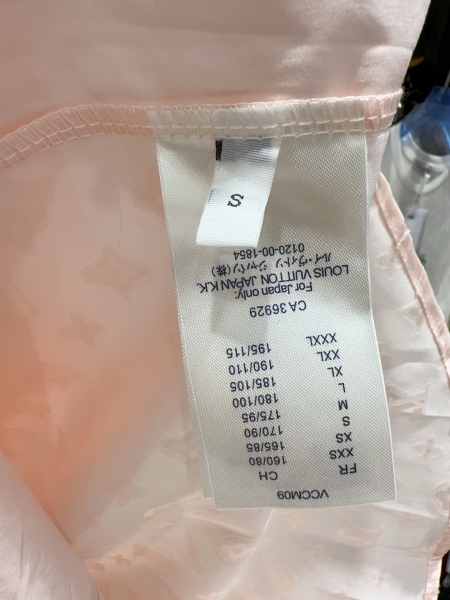 S
VCCM09
FR CH
XXS 160/80
XS 165/85
S 170/90
M 175/95
L 180/100
XL 185/105
XXL 190/110
XXXL 195/115
CA 36929
For Japan only:
LOUIS VUITTON JAPAN K.K.
ルイ・ヴィトン ジャパン(株)
0120-00-1854